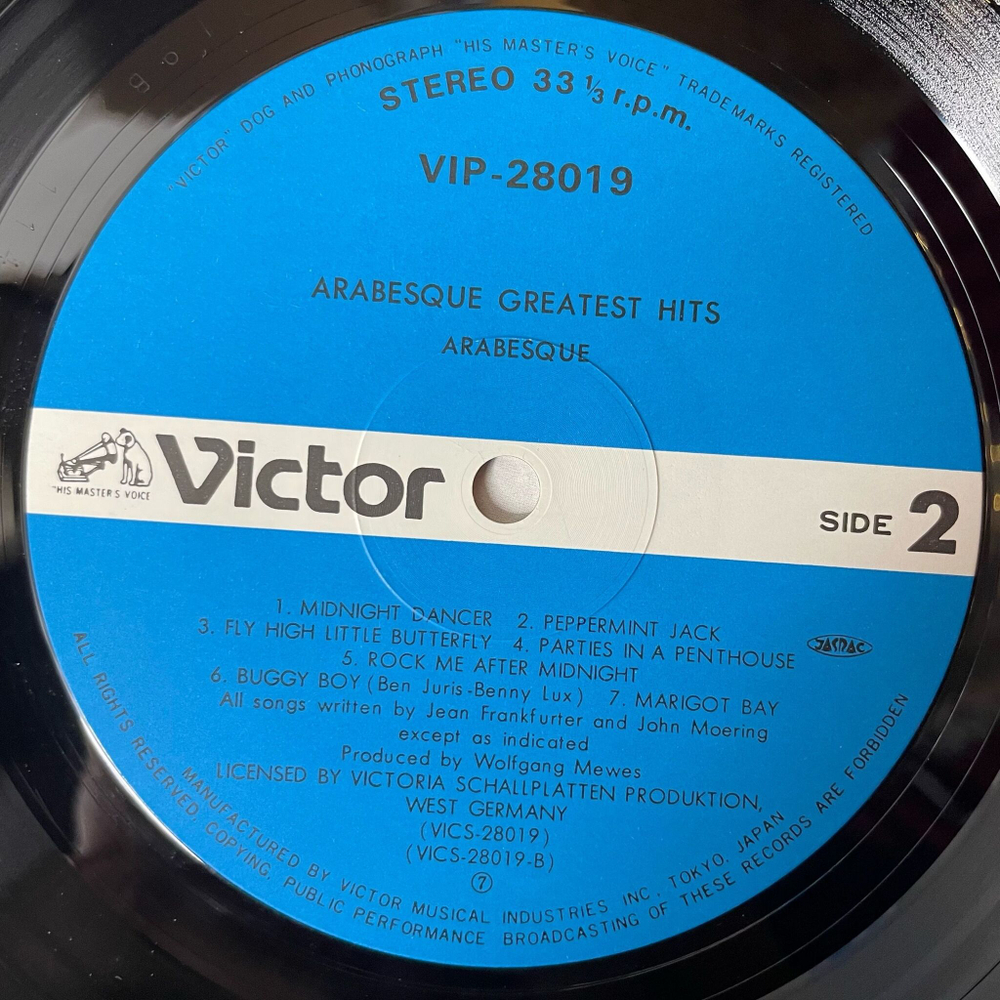 "VICTOR" DOG AND PHONOGRAPH "HIS MASTER'S VOICE" TRADEMARKS REGISTERED
STEREO 33 1/3 r.p.m.
VIP-28019
ARABESQUE GREATEST HITS
ARABESQUE
"HIS MASTER'S VOICE
Victor
SIDE 2
1. MIDNIGHT DANCER 2. PEPPERMINT JACK
3. FLY HIGH LITTLE BUTTERFLY 4. PARTIES IN A PENTHOUSE
JASRAC
5. ROCK ME AFTER MIDNIGHT
6. BUGGY BOY (Ben Juris-Benny Lux) 7. MARIGOT BAY
All songs written by Jean Frankfurter and John Moering
except as indicated
Produced by Wolfgang Mewes
LICENSED BY VICTORIA SCHALLPLATTEN PRODUKTION,
WEST GERMANY
(VICS-28019)
(VICS-28019-B)
⑦
MANUFACTURED BY VICTOR MUSICAL INDUSTRIES INC., TOKYO, JAPAN
ALL RIGHTS RESERVED, COPYING, PUBLIC PERFORMANCE BROADCASTING OF THESE RECORDS ARE FORBIDDEN